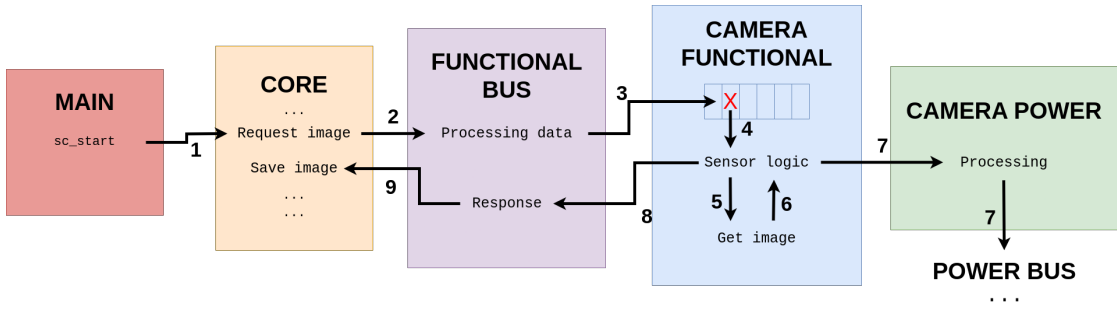 MAIN
sc_start
1
CORE
...
Request image
Save image
...
...
2
9
FUNCTIONAL
BUS
Processing data
Response
3
8
CAMERA
FUNCTIONAL
X
4
Sensor logic
5
6
Get image
7
CAMERA POWER
Processing
7
POWER BUS
...